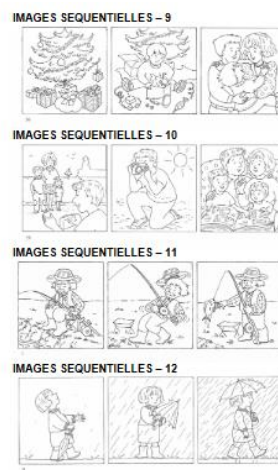 IMAGES SEQUENTIELLES – 9
IMAGES SEQUENTIELLES – 10
IMAGES SEQUENTIELLES – 11
IMAGES SEQUENTIELLES – 12